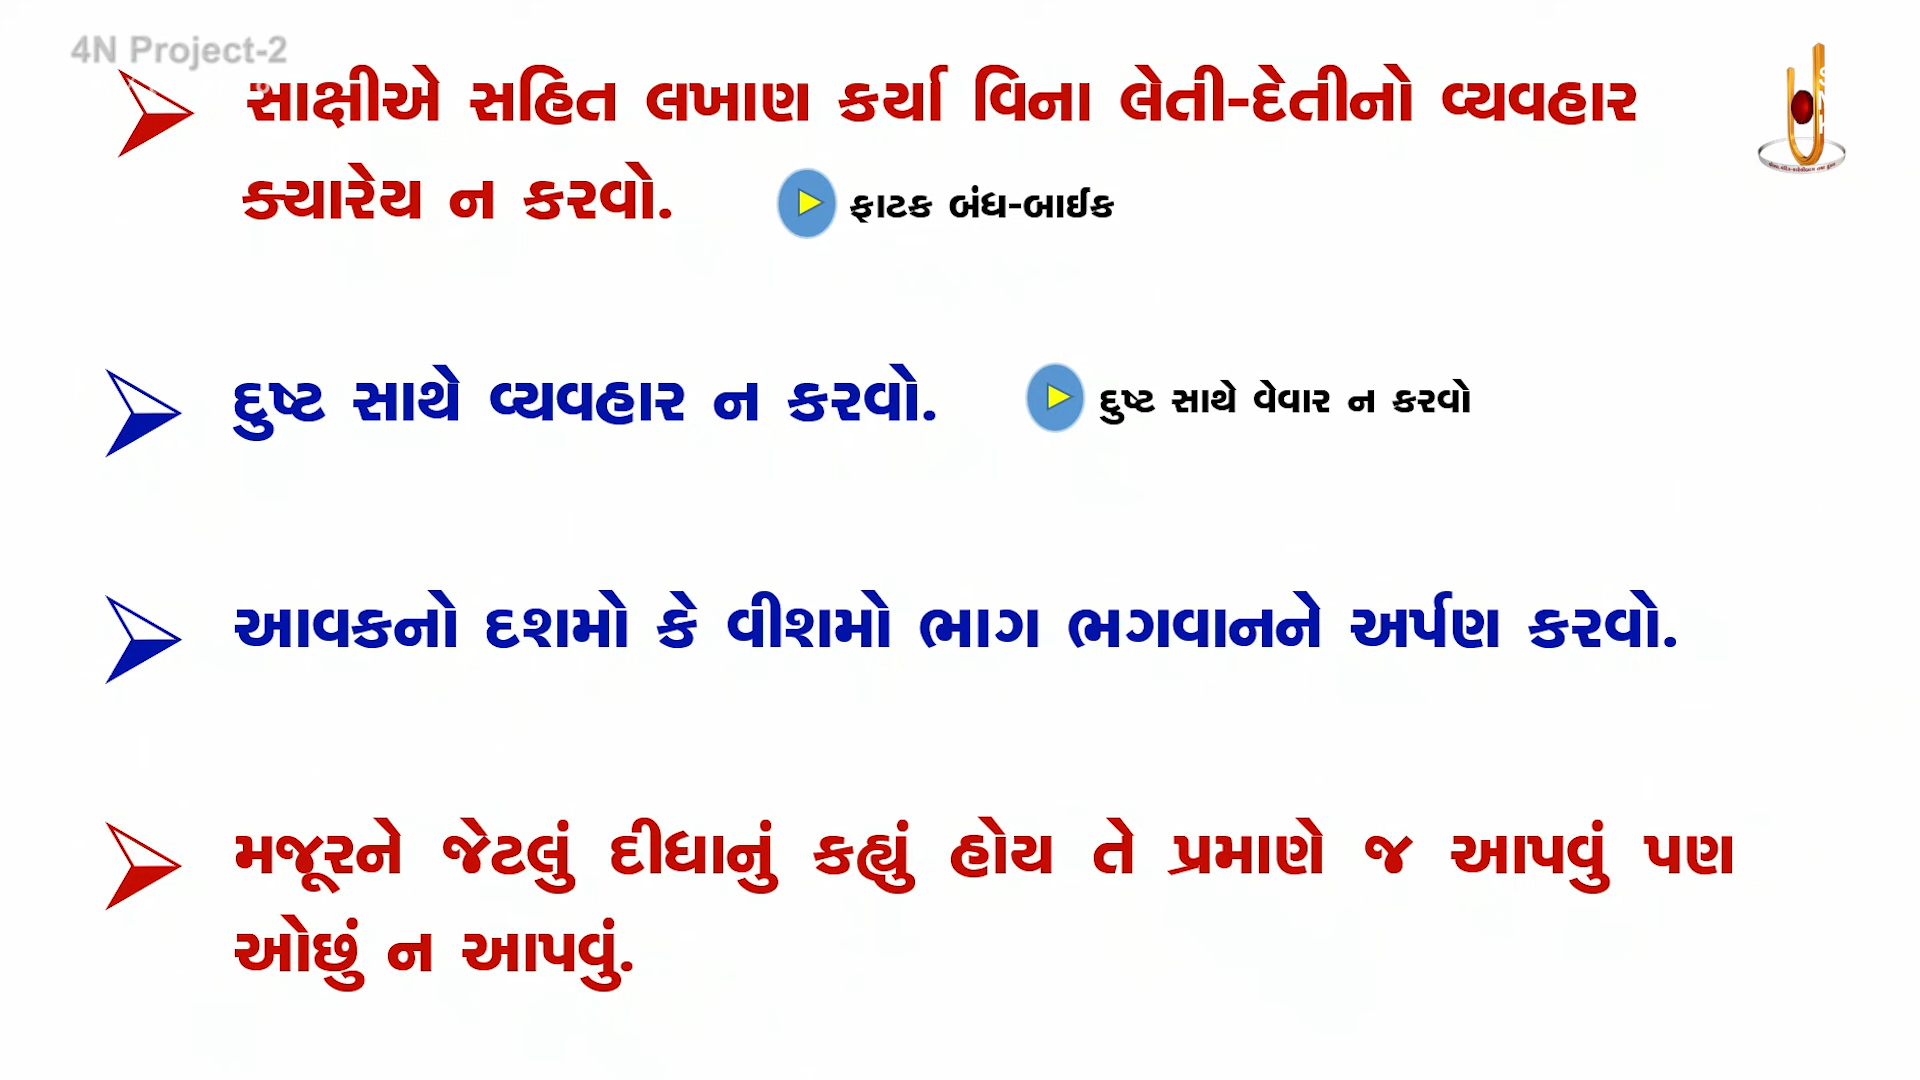 4N Project-2
સાક્ષીએ સહિત લખાણ કર્યા વિના લેતી-દેતીનો વ્યવહાર
ક્યારેય ન કરવો.
ફાટક બંધ-બાઈક
દુષ્ટ સાથે વ્યવહાર ન કરવો.
દુષ્ટ સાથે વેવાર ન કરવો
આવકનો દશમો કે વીશમો ભાગ ભગવાનને અર્પણ કરવો.
મજૂરને જેટલું દીધાનું કહ્યું હોય તે પ્રમાણે જ આપવું પણ
ઓછું ન આપવું.